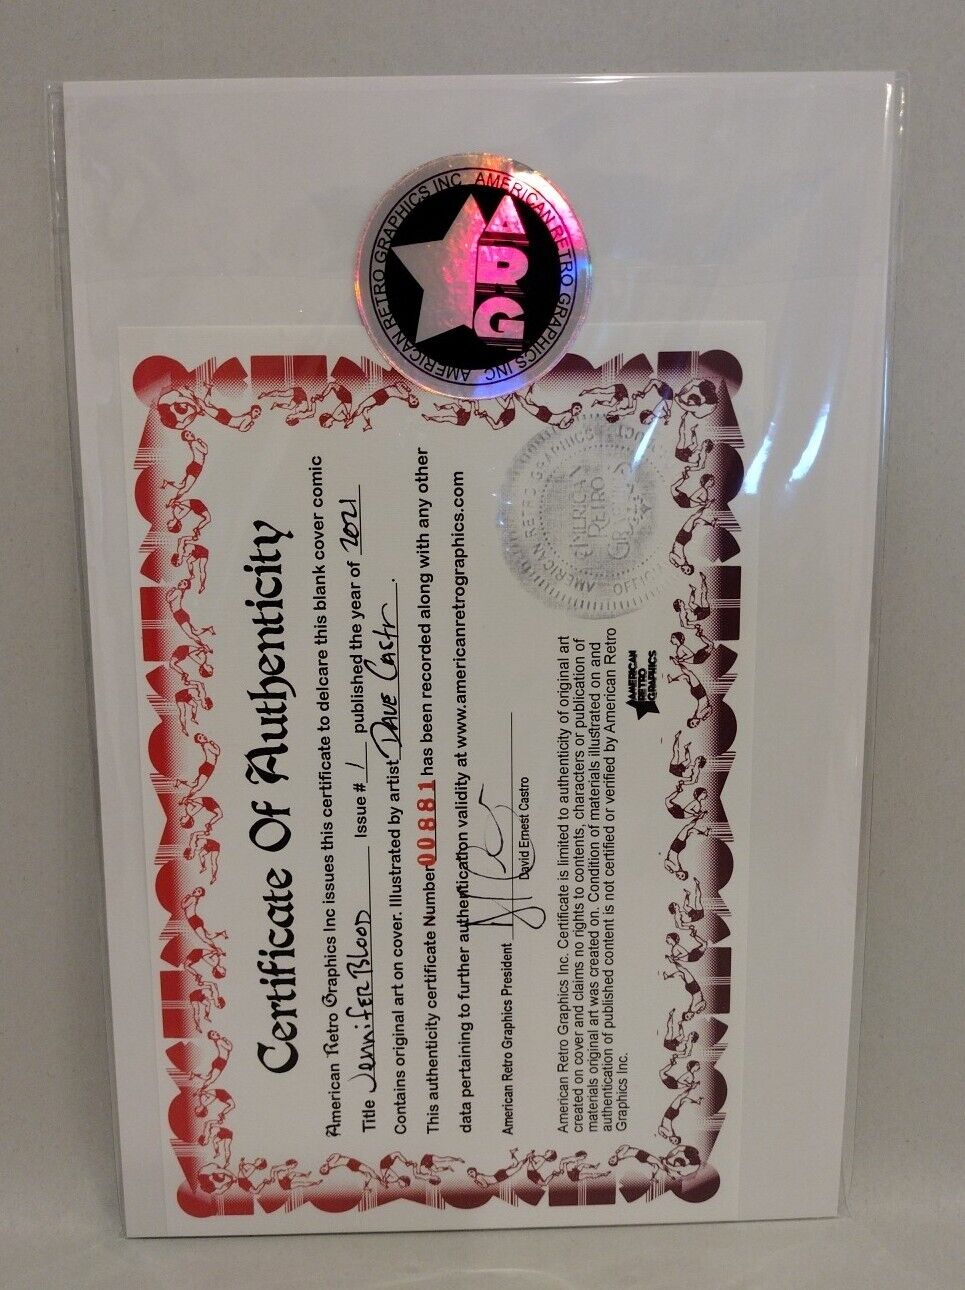 AMERICAN RETRO GRAPHICS INC AMERICAN RETRO GRAPHICS INC
ARG
Certificate Of Authenticity
American Retro Graphics Inc issues this certificate to delcare this blank cover comic
Title Jennifer Blood Issue # 1 published the year of 2021
Contains original art on cover. Illustrated by artist Dave Castr.
This authenticity certificate Number 00881 has been recorded along with any other
data pertaining to further authentication validity at www.americanretrographics.com
American Retro Graphics President
David Ernest Castro
AMERICAN RETRO GRAPHICS
AMERICAN
RETRO
American Retro Graphics Inc. Certificate is limited to authenticity of original art
created on cover and claims no rights to contents, characters or publication of
materials original art was created on. Condition of materials illustrated on and
authentication of published content is not certified or verified by American Retro
Graphics Inc.
AMERICAN
RETRO
GRAPHICS